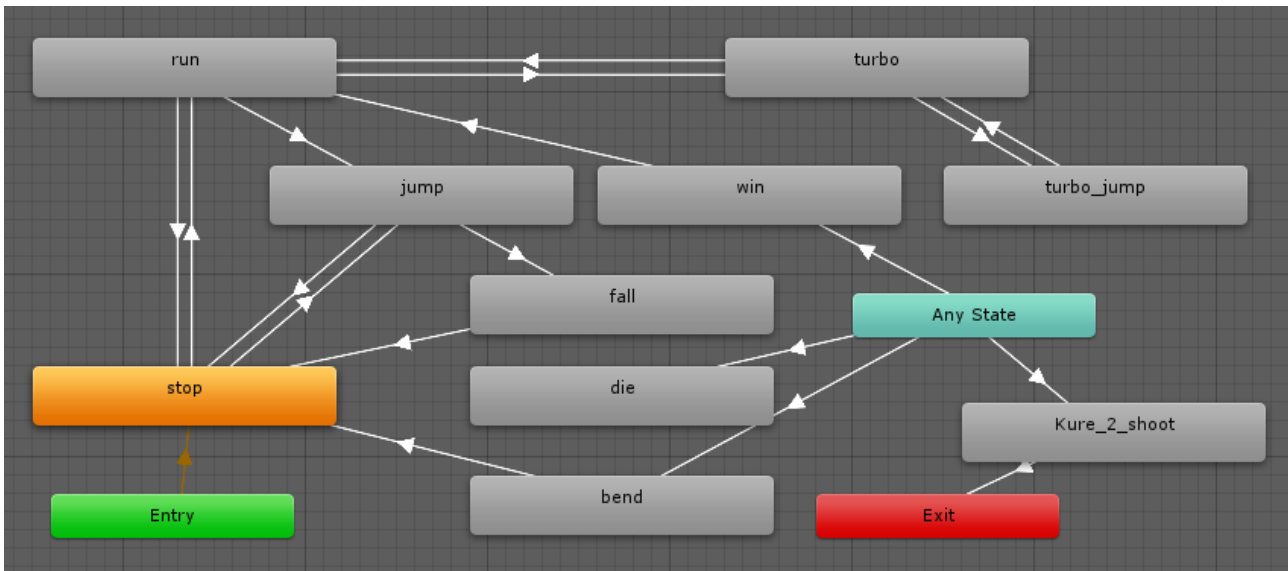 run
turbo
jump
win
turbo_jump
fall
Any State
stop
die
Kure_2_shoot
bend
Entry
Exit